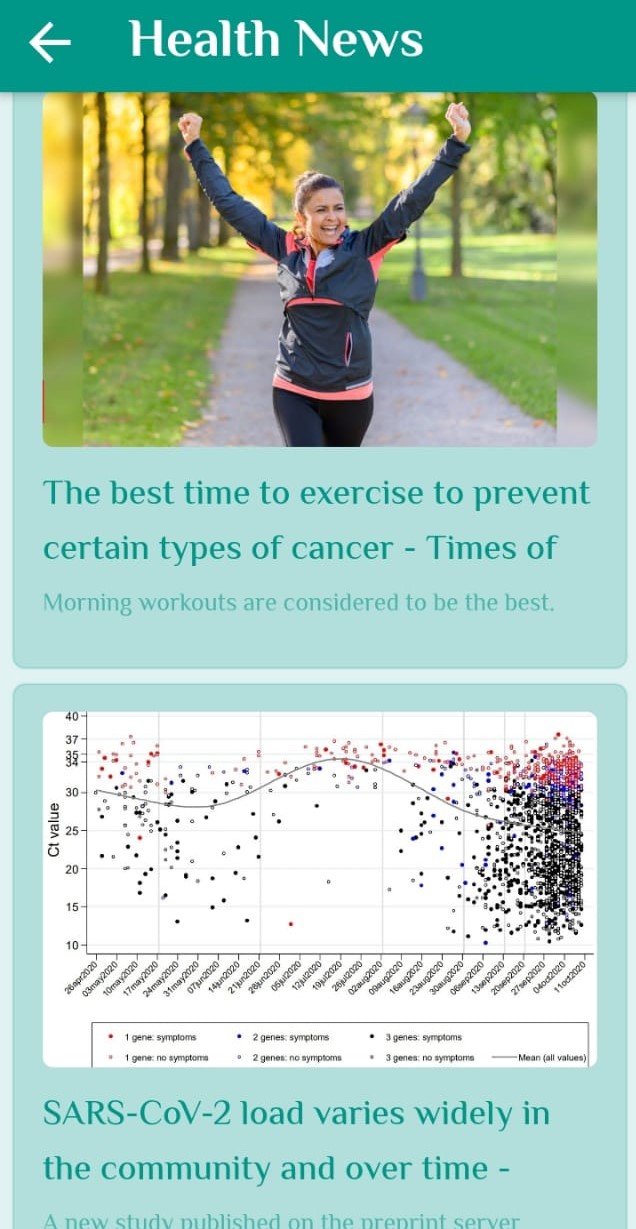 Health News
The best time to exercise to prevent
certain types of cancer - Times of
Morning workouts are considered to be the best.
40
37
35
34
30
25
20
15
10
Ct value
26apr2020
03may2020
10may2020
17may2020
24may2020
31may2020
07jun2020
14jun2020
21jun2020
28jun2020
05jul2020
12jul2020
19jul2020
26jul2020
02aug2020
09aug2020
16aug2020
23aug2020
30aug2020
06sep2020
13sep2020
20sep2020
27sep2020
04oct2020
11oct2020
1 gene: symptoms 2 genes: symptoms 3 genes: symptoms
1 gene: no symptoms 2 genes: no symptoms 3 genes: no symptoms Mean (all values)
SARS-CoV-2 load varies widely in
the community and over time -
A new study published on the preprint server